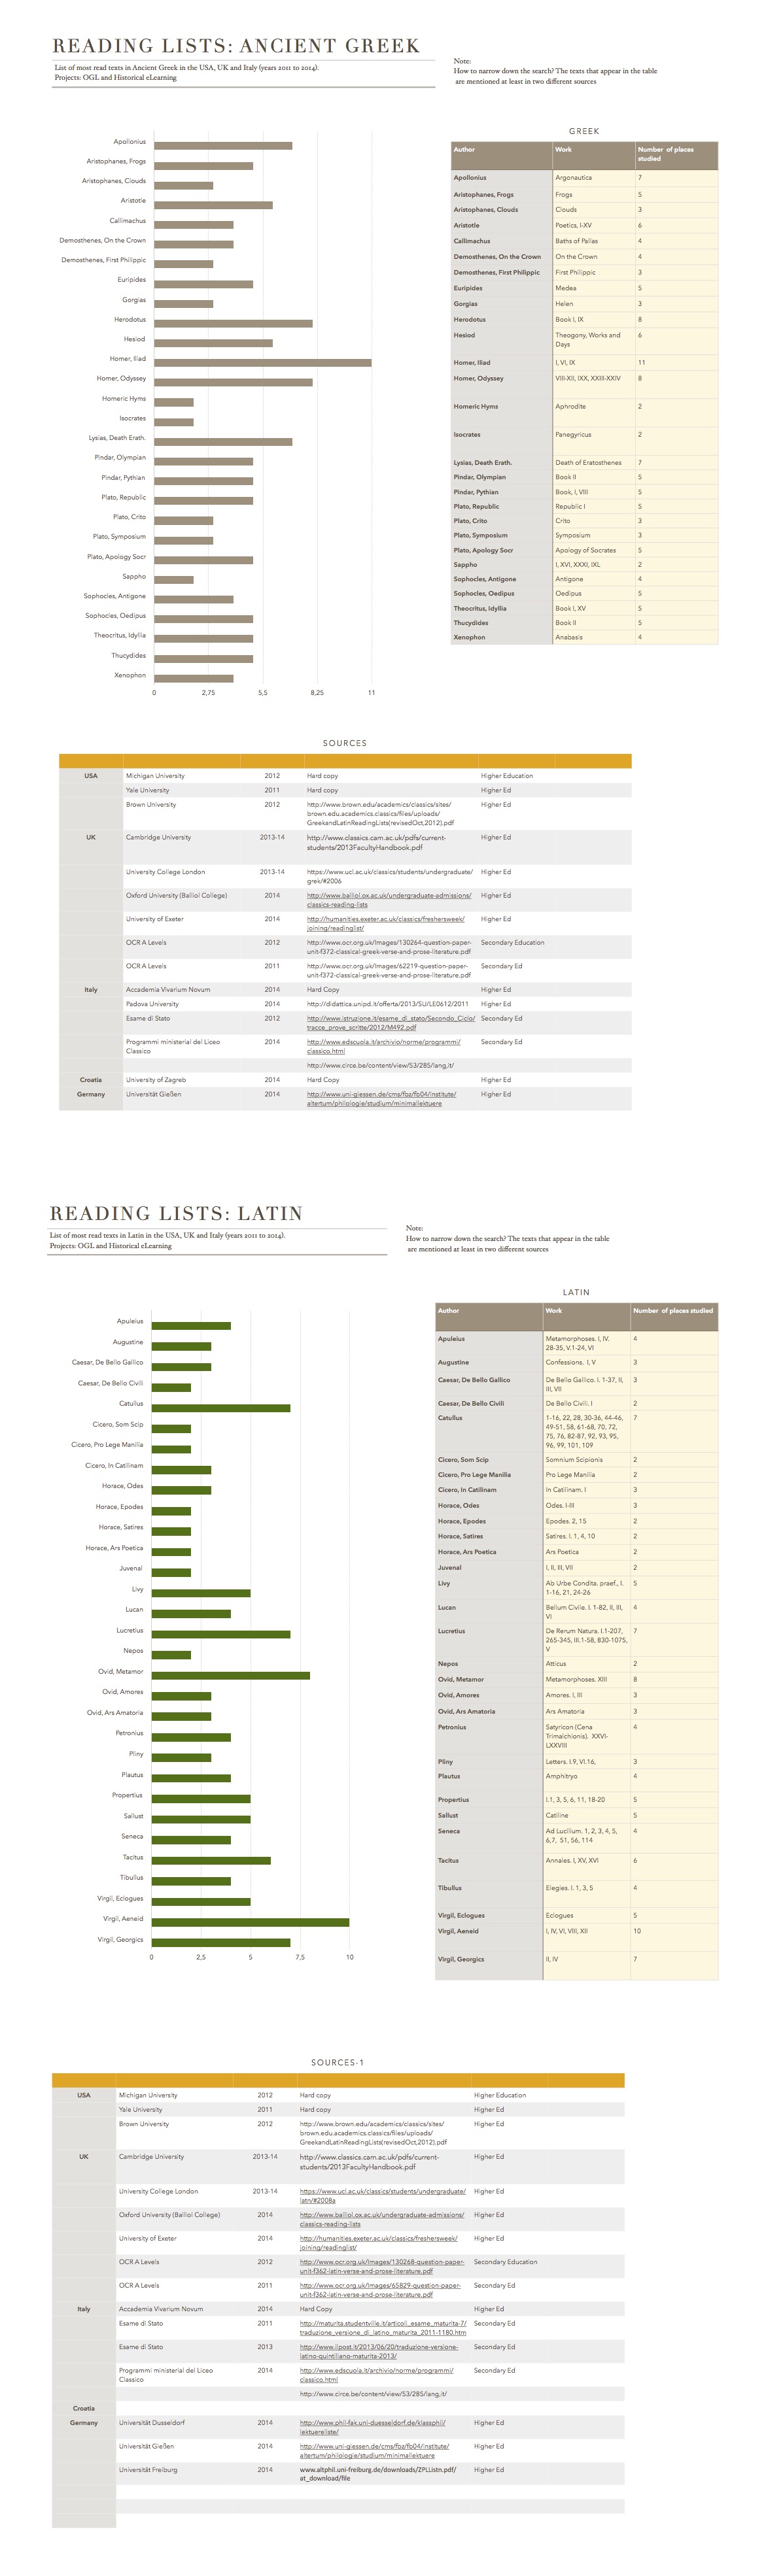 READING LISTS: ANCIENT GREEK
List of most read texts in Ancient Greek in the USA, UK and Italy (years 2011 to 2014).
Projects: OGL and Historical eLearning
Note:
How to narrow down the search? The texts that appear in the table
are mentioned at least in two different sources
Apollonius
Aristophanes, Frogs
Aristophanes, Clouds
Aristotle
Callimachus
Demosthenes, On the Crown
Demosthenes, First Philippic
Euripides
Gorgias
Herodotus
Hesiod
Homer, Iliad
Homer, Odyssey
Homeric Hyms
Isocrates
Lysias, Death Erath.
Pindar, Olympian
Pindar, Pythian
Plato, Republic
Plato, Crito
Plato, Symposium
Plato, Apology Socr
Sappho
Sophocles, Antigone
Sophocles, Oedipus
Theocritus, Idyllia
Thucydides
Xenophon
0 2,75 5,5 8,25 11
GREEK
Author Work Number of places
studied
Apollonius Argonautica 7
Aristophanes, Frogs Frogs 5
Aristophanes, Clouds Clouds 3
Aristotle Poetics, I-XV 6
Callimachus Baths of Pallas 4
Demosthenes, On the Crown On the Crown 4
Demosthenes, First Philippic First Philippic 3
Euripides Medea 5
Gorgias Helen 3
Herodotus Book I, IX 8
Hesiod Theogony, Works and 6
Days
Homer, Iliad I, VI, IX 11
Homer, Odyssey VIII-XII, IXX, XXIII-XXIV 8
Homeric Hyms Aphrodite 2
Isocrates Panegyricus 2
Lysias, Death Erath. Death of Eratosthenes 7
Pindar, Olympian Book II 5
Pindar, Pythian Book, I, VIII 5
Plato, Republic Republic I 5
Plato, Crito Crito 3
Plato, Symposium Symposium 3
Plato, Apology Socr Apology of Socrates 5
Sappho I, XVI, XXXI, IXL 2
Sophocles, Antigone Antigone 4
Sophocles, Oedipus Oedipus 5
Theocritus, Idyllia Book I, XV 5
Thucydides Book II 5
Xenophon Anabasis 4
SOURCES
USA Michigan University 2012 Hard copy Higher Education
Yale University 2011 Hard copy Higher Ed
Brown University 2012 http://www.brown.edu/academics/classics/sites/ Higher Ed
brown.edu.academics.classics/files/uploads/
GreekandLatinReadingLists(revisedOct,2012).pdf
UK Cambridge University 2013-14 http://www.classics.cam.ac.uk/pdfs/current- Higher Ed
students/2013FacultyHandbook.pdf
University College London 2013-14 https://www.ucl.ac.uk/classics/students/undergraduate/ Higher Ed
grek/#2006
Oxford University (Balliol College) 2014 http://www.balliol.ox.ac.uk/undergraduate-admissions/ Higher Ed
classics-reading-lists
University of Exeter 2014 http://humanities.exeter.ac.uk/classics/freshersweek/ Higher Ed
joining/readinglist/
OCR A Levels 2012 http://www.ocr.org.uk/Images/130264-question-paper- Secondary Education
unit-f372-classical-greek-verse-and-prose-literature.pdf
OCR A Levels 2011 http://www.ocr.org.uk/Images/62219-question-paper- Secondary Ed
unit-f372-classical-greek-verse-and-prose-literature.pdf
Italy Accademia Vivarium Novum 2014 Hard Copy Higher Ed
Padova University 2014 http://didattica.unipd.it/offerta/2013/SU/LE0612/2011 Higher Ed
Esame di Stato 2012 http://www.istruzione.it/esame_di_stato/Secondo_Ciclo/ Secondary Ed
tracce_prove_scritte/2012/M492.pdf
Programmi ministerial del Liceo 2014 http://www.edscuola.it/archivio/norme/programmi/ Secondary Ed
Classico classico.html
http://www.circe.be/content/view/53/285/lang,it/
Croatia University of Zagreb 2014 Hard Copy Higher Ed
Germany Universität Gießen 2014 http://www.uni-giessen.de/cms/fbz/fb04/institute/ Higher Ed
altertum/philologie/studium/minimallektuere
READING LISTS: LATIN
List of most read texts in Latin in the USA, UK and Italy (years 2011 to 2014).
Projects: OGL and Historical eLearning
Note:
How to narrow down the search? The texts that appear in the table
are mentioned at least in two different sources
Apuleius
Augustine
Caesar, De Bello Gallico
Caesar, De Bello Civili
Catullus
Cicero, Som Scip
Cicero, Pro Lege Manilia
Cicero, In Catilinam
Horace, Odes
Horace, Epodes
Horace, Satires
Horace, Ars Poetica
Juvenal
Livy
Lucan
Lucretius
Nepos
Ovid, Metamor
Ovid, Amores
Ovid, Ars Amatoria
Petronius
Pliny
Plautus
Propertius
Sallust
Seneca
Tacitus
Tibullus
Virgil, Eclogues
Virgil, Aeneid
Virgil, Georgics
0 2,5 5 7,5 10
LATIN
Author Work Number of places studied
Apuleius Metamorphoses. I, IV. 4
28-35, V.1-24, VI
Augustine Confessions. I, V 3
Caesar, De Bello Gallico De Bello Gallico. I. 1-37, II, 3
III, VII
Caesar, De Bello Civili De Bello Civili. I 2
Catullus 1-16, 22, 28, 30-36, 44-46, 7
49-51, 58, 61-68, 70, 72,
75, 76, 82-87, 92, 93, 95,
96, 99, 101, 109
Cicero, Som Scip Somnium Scipionis 2
Cicero, Pro Lege Manilia Pro Lege Manilia 2
Cicero, In Catilinam In Catilinam. I 3
Horace, Odes Odes. I-III 3
Horace, Epodes Epodes. 2, 15 2
Horace, Satires Satires. I. 1, 4, 10 2
Horace, Ars Poetica Ars Poetica 2
Juvenal I, II, III, VII 2
Livy Ab Urbe Condita. praef., I. 5
1-16, 21, 24-26
Lucan Bellum Civile. I. 1-82, II, III, 4
VI
Lucretius De Rerum Natura. I.1-207, 7
265-345, III.1-58, 830-1075,
V
Nepos Atticus 2
Ovid, Metamor Metamorphoses. XIII 8
Ovid, Amores Amores. I, III 3
Ovid, Ars Amatoria Ars Amatoria 3
Petronius Satyricon (Cena 4
Trimalchionis). XXVI-
LXXVIII
Pliny Letters. I.9, VI.16, 3
Plautus Amphitryo 4
Propertius I.1, 3, 5, 6, 11, 18-20 5
Sallust Catiline 5
Seneca Ad Lucilium. 1, 2, 3, 4, 5, 4
6,7, 51, 56, 114
Tacitus Annales. I, XV, XVI 6
Tibullus Elegies. I. 1, 3, 5 4
Virgil, Eclogues Eclogues 5
Virgil, Aeneid I, IV, VI, VIII, XII 10
Virgil, Georgics II, IV 7
SOURCES-1
USA Michigan University 2012 Hard copy Higher Education
Yale University 2011 Hard copy Higher Ed
Brown University 2012 http://www.brown.edu/academics/classics/sites/ Higher Ed
brown.edu.academics.classics/files/uploads/
GreekandLatinReadingLists(revisedOct,2012).pdf
UK Cambridge University 2013-14 http://www.classics.cam.ac.uk/pdfs/current- Higher Ed
students/2013FacultyHandbook.pdf
University College London 2013-14 https://www.ucl.ac.uk/classics/students/undergraduate/ Higher Ed
latn/#2008a
Oxford University (Balliol College) 2014 http://www.balliol.ox.ac.uk/undergraduate-admissions/ Higher Ed
classics-reading-lists
University of Exeter 2014 http://humanities.exeter.ac.uk/classics/freshersweek/ Higher Ed
joining/readinglist/
OCR A Levels 2012 http://www.ocr.org.uk/Images/130268-question-paper- Secondary Education
unit-f362-latin-verse-and-prose-literature.pdf
OCR A Levels 2011 http://www.ocr.org.uk/Images/65829-question-paper- Secondary Ed
unit-f362-latin-verse-and-prose-literature.pdf
Italy Accademia Vivarium Novum 2014 Hard Copy Higher Ed
Esame di Stato 2011 http://maturita.studentville.it/articoli_esame_maturita-7/ Secondary Ed
traduzione_versione_di_latino_maturita_2011-1180.htm
Esame di Stato 2013 http://www.ilpost.it/2013/06/20/traduzione-versione- Secondary Ed
latino-quintiliano-maturita-2013/
Programmi ministerial del Liceo 2014 http://www.edscuola.it/archivio/norme/programmi/ Secondary Ed
Classico classico.html
http://www.circe.be/content/view/53/285/lang,it/
Croatia
Germany Universität Dusseldorf 2014 http://www.phil-fak.uni-duesseldorf.de/klassphil/ Higher Ed
lektuereliste/
Universität Gießen 2014 http://www.uni-giessen.de/cms/fbz/fb04/institute/ Higher Ed
altertum/philologie/studium/minimallektuere
Universität Freiburg 2014 www.altphil.uni-freiburg.de/downloads/ZPLListn.pdf/ Higher Ed
at_download/file